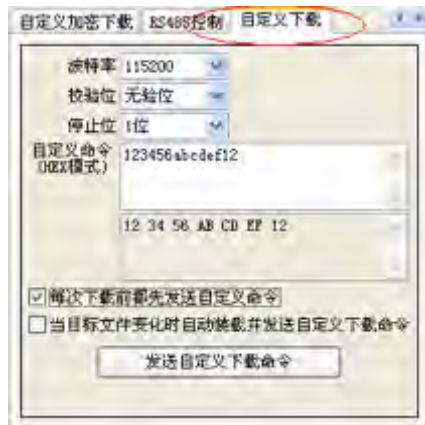 自定义加密下载 RS485控制 自定义下载
波特率 115200
校验位 无验位
停止位 1位
自定义命令 123456abcdef12
(HEX模式)
12 34 56 AB CD EF 12
每次下载前都先发送自定义命令
当目标文件变化时自动装载并发送自定义下载命令
发送自定义下载命令